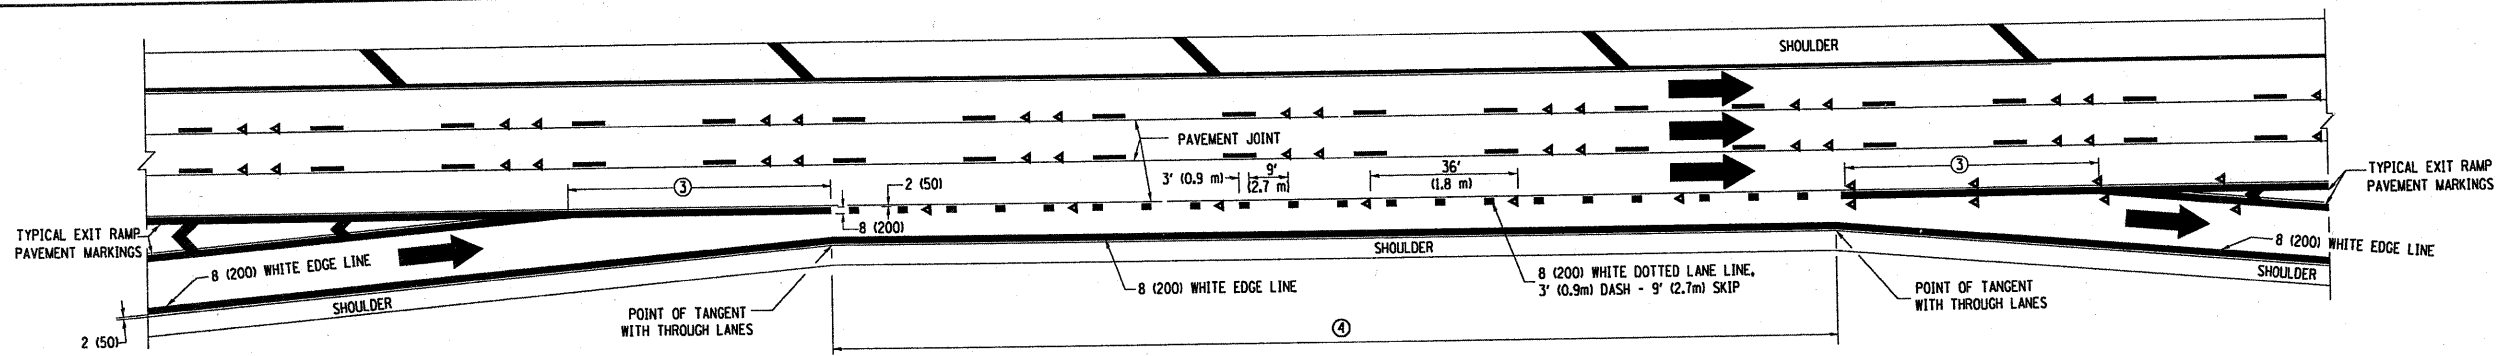 SHOULDER
PAVEMENT JOINT
3' (0.9 m)
9'
(2.7 m)
36'
(1.8 m)
3
3
2 (50)
8 (200)
TYPICAL EXIT RAMP
PAVEMENT MARKINGS
TYPICAL EXIT RAMP
PAVEMENT MARKINGS
8 (200) WHITE EDGE LINE
SHOULDER
2 (50)
POINT OF TANGENT
WITH THROUGH LANES
8 (200) WHITE EDGE LINE
SHOULDER
8 (200) WHITE DOTTED LANE LINE,
3' (0.9m) DASH - 9' (2.7m) SKIP
4
POINT OF TANGENT
WITH THROUGH LANES
8 (200) WHITE EDGE LINE
SHOULDER